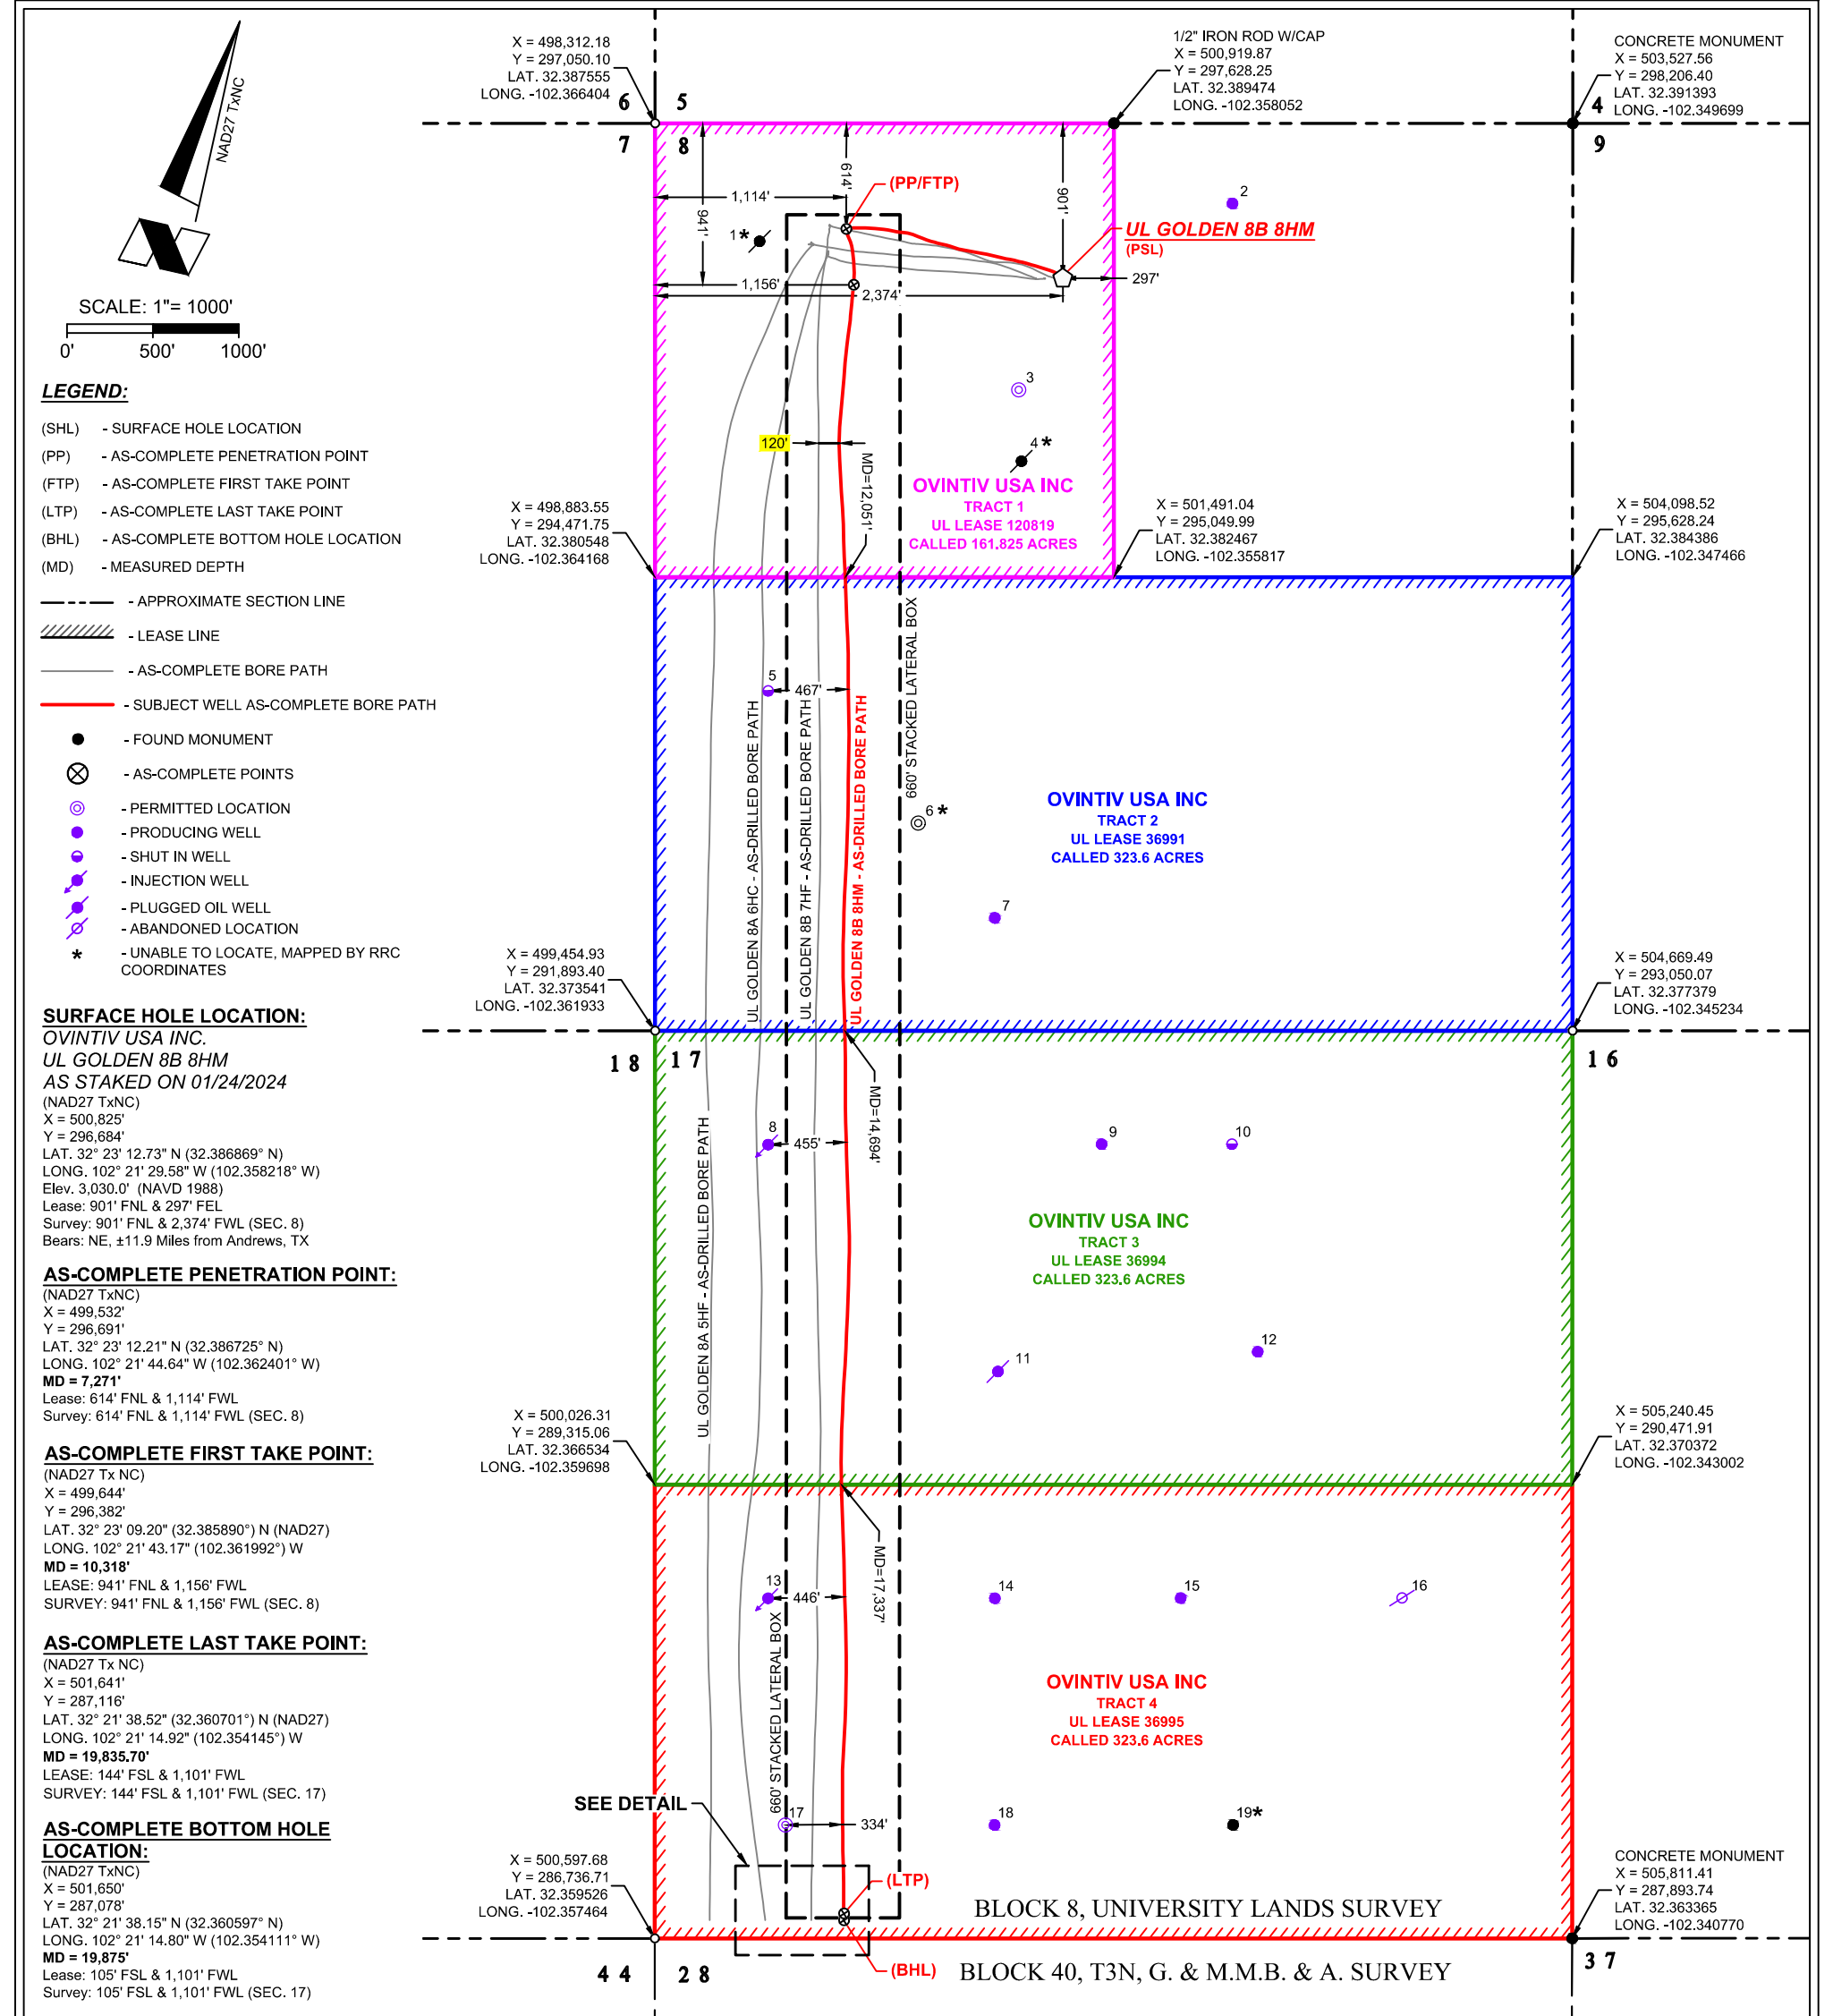 NAD27 TxNC
SCALE: 1"= 1000'
0' 500' 1000'
LEGEND:
(SHL) - SURFACE HOLE LOCATION
(PP) - AS-COMPLETE PENETRATION POINT
(FTP) - AS-COMPLETE FIRST TAKE POINT
(LTP) - AS-COMPLETE LAST TAKE POINT
(BHL) - AS-COMPLETE BOTTOM HOLE LOCATION
(MD) - MEASURED DEPTH
- APPROXIMATE SECTION LINE
- LEASE LINE
- AS-COMPLETE BORE PATH
- SUBJECT WELL AS-COMPLETE BORE PATH
- FOUND MONUMENT
- AS-COMPLETE POINTS
- PERMITTED LOCATION
- PRODUCING WELL
- SHUT IN WELL
- INJECTION WELL
- PLUGGED OIL WELL
- ABANDONED LOCATION
* - UNABLE TO LOCATE, MAPPED BY RRC
COORDINATES
SURFACE HOLE LOCATION:
OVINTIV USA INC.
UL GOLDEN 8B 8HM
AS STAKED ON 01/24/2024
(NAD27 TxNC)
X = 500,825'
Y = 296,684'
LAT. 32° 23' 12.73" N (32.386869° N)
LONG. 102° 21' 29.58" W (102.358218° W)
Elev. 3,030.0' (NAVD 1988)
Lease: 901' FNL & 297' FEL
Survey: 901' FNL & 2,374' FWL (SEC. 8)
Bears: NE, ±11.9 Miles from Andrews, TX
AS-COMPLETE PENETRATION POINT:
(NAD27 TxNC)
X = 499,532'
Y = 296,691'
LAT. 32° 23' 12.21" N (32.386725° N)
LONG. 102° 21' 44.64" W (102.362401° W)
MD = 7,271'
Lease: 614' FNL & 1,114' FWL
Survey: 614' FNL & 1,114' FWL (SEC. 8)
AS-COMPLETE FIRST TAKE POINT:
(NAD27 Tx NC)
X = 499,644'
Y = 296,382'
LAT. 32° 23' 09.20" (32.385890°) N (NAD27)
LONG. 102° 21' 43.17" (102.361992°) W
MD = 10,318'
LEASE: 941' FNL & 1,156' FWL
SURVEY: 941' FNL & 1,156' FWL (SEC. 8)
AS-COMPLETE LAST TAKE POINT:
(NAD27 Tx NC)
X = 501,641'
Y = 287,116'
LAT. 32° 21' 38.52" (32.360701°) N (NAD27)
LONG. 102° 21' 14.92" (102.354145°) W
MD = 19,835.70'
LEASE: 144' FSL & 1,101' FWL
SURVEY: 144' FSL & 1,101' FWL (SEC. 17)
AS-COMPLETE BOTTOM HOLE
LOCATION:
(NAD27 TxNC)
X = 501,650'
Y = 287,078'
LAT. 32° 21' 38.15" N (32.360597° N)
LONG. 102° 21' 14.80" W (102.354111° W)
MD = 19,875'
Lease: 105' FSL & 1,101' FWL
Survey: 105' FSL & 1,101' FWL (SEC. 17)
X = 498,312.18
Y = 297,050.10
LAT. 32.387555
LONG. -102.366404
1/2" IRON ROD W/CAP
X = 500,919.87
Y = 297,628.25
LAT. 32.389474
LONG. -102.358052
CONCRETE MONUMENT
X = 503,527.56
Y = 298,206.40
LAT. 32.391393
LONG. -102.349699
6 5
7 8
4
9
614'
(PP/FTP)
1,114'
941'
901'
2
1*
UL GOLDEN 8B 8HM
(PSL)
297'
1,156'
2,374'
3
120'
4*
MD=12,051'
OVINTIV USA INC
TRACT 1
UL LEASE 120819
CALLED 161.825 ACRES
X = 498,883.55
Y = 294,471.75
LAT. 32.380548
LONG. -102.364168
X = 501,491.04
Y = 295,049.99
LAT. 32.382467
LONG. -102.355817
X = 504,098.52
Y = 295,628.24
LAT. 32.384386
LONG. -102.347466
5
467'
UL GOLDEN 8A 6HC - AS-DRILLED BORE PATH
UL GOLDEN 8B 7HF - AS-DRILLED BORE PATH
UL GOLDEN 8B 8HM - AS-DRILLED BORE PATH
660' STACKED LATERAL BOX
6*
OVINTIV USA INC
TRACT 2
UL LEASE 36991
CALLED 323.6 ACRES
7
X = 499,454.93
Y = 291,893.40
LAT. 32.373541
LONG. -102.361933
X = 504,669.49
Y = 293,050.07
LAT. 32.377379
LONG. -102.345234
18 17
16
MD=14,694'
8
455'
9
10
UL GOLDEN 8A 5HF - AS-DRILLED BORE PATH
OVINTIV USA INC
TRACT 3
UL LEASE 36994
CALLED 323.6 ACRES
11
12
X = 500,026.31
Y = 289,315.06
LAT. 32.366534
LONG. -102.359698
X = 505,240.45
Y = 290,471.91
LAT. 32.370372
LONG. -102.343002
MD=17,337'
13
446'
14
15
16
660' STACKED LATERAL BOX
OVINTIV USA INC
TRACT 4
UL LEASE 36995
CALLED 323.6 ACRES
SEE DETAIL
17
334'
18
19*
X = 500,597.68
Y = 286,736.71
LAT. 32.359526
LONG. -102.357464
(LTP)
BLOCK 8, UNIVERSITY LANDS SURVEY
CONCRETE MONUMENT
X = 505,811.41
Y = 287,893.74
LAT. 32.363365
LONG. -102.340770
44 28
(BHL)
BLOCK 40, T3N, G. & M.M.B. & A. SURVEY
37